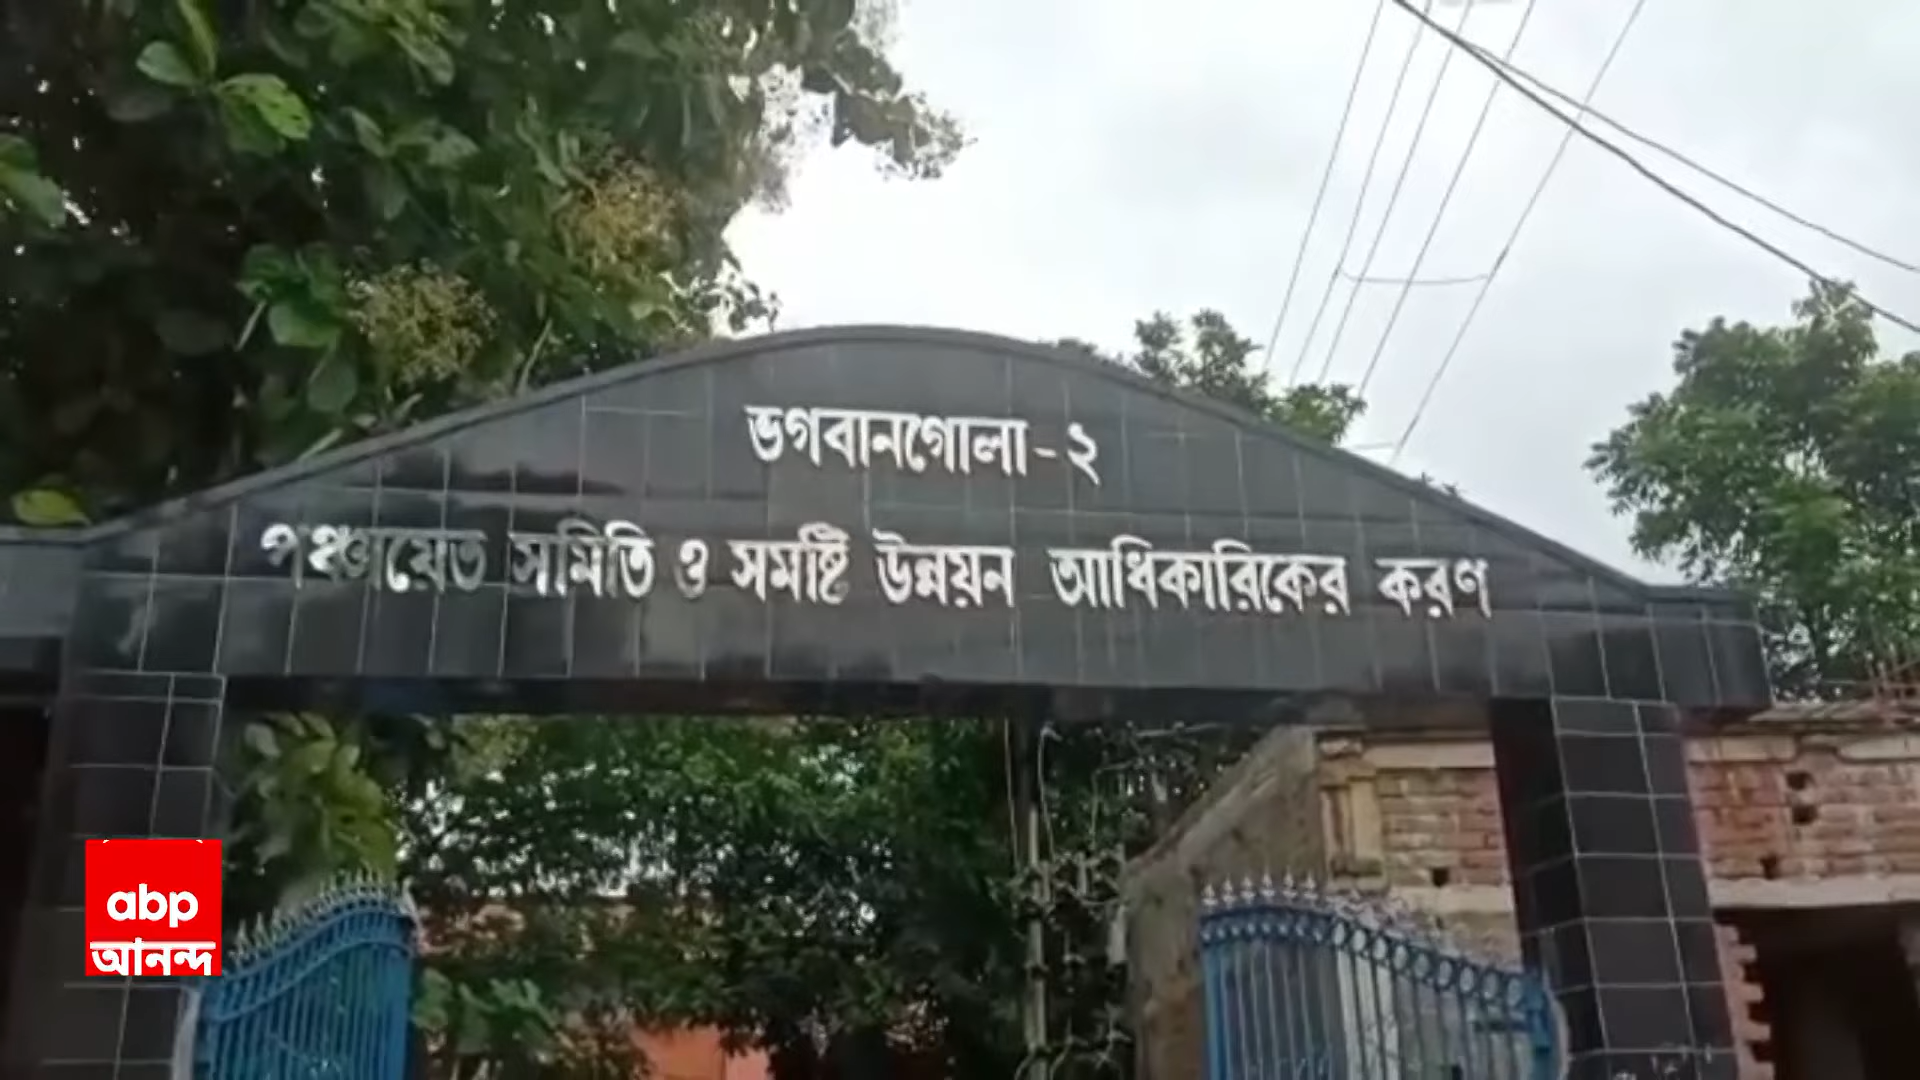 ভগবানগোলা-২
পঞ্চায়েত সমিতি ও সমষ্টি উন্নয়ন আধিকারিকের করণ
abp
আনন্দ